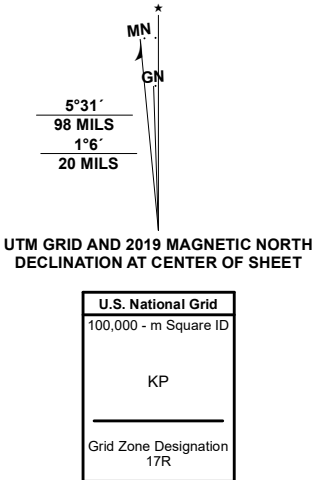 ★
MN
GN
5°31´
98 MILS
1°6´
20 MILS
UTM GRID AND 2019 MAGNETIC NORTH
DECLINATION AT CENTER OF SHEET
U.S. National Grid
100,000 - m Square ID
KP
Grid Zone Designation
17R